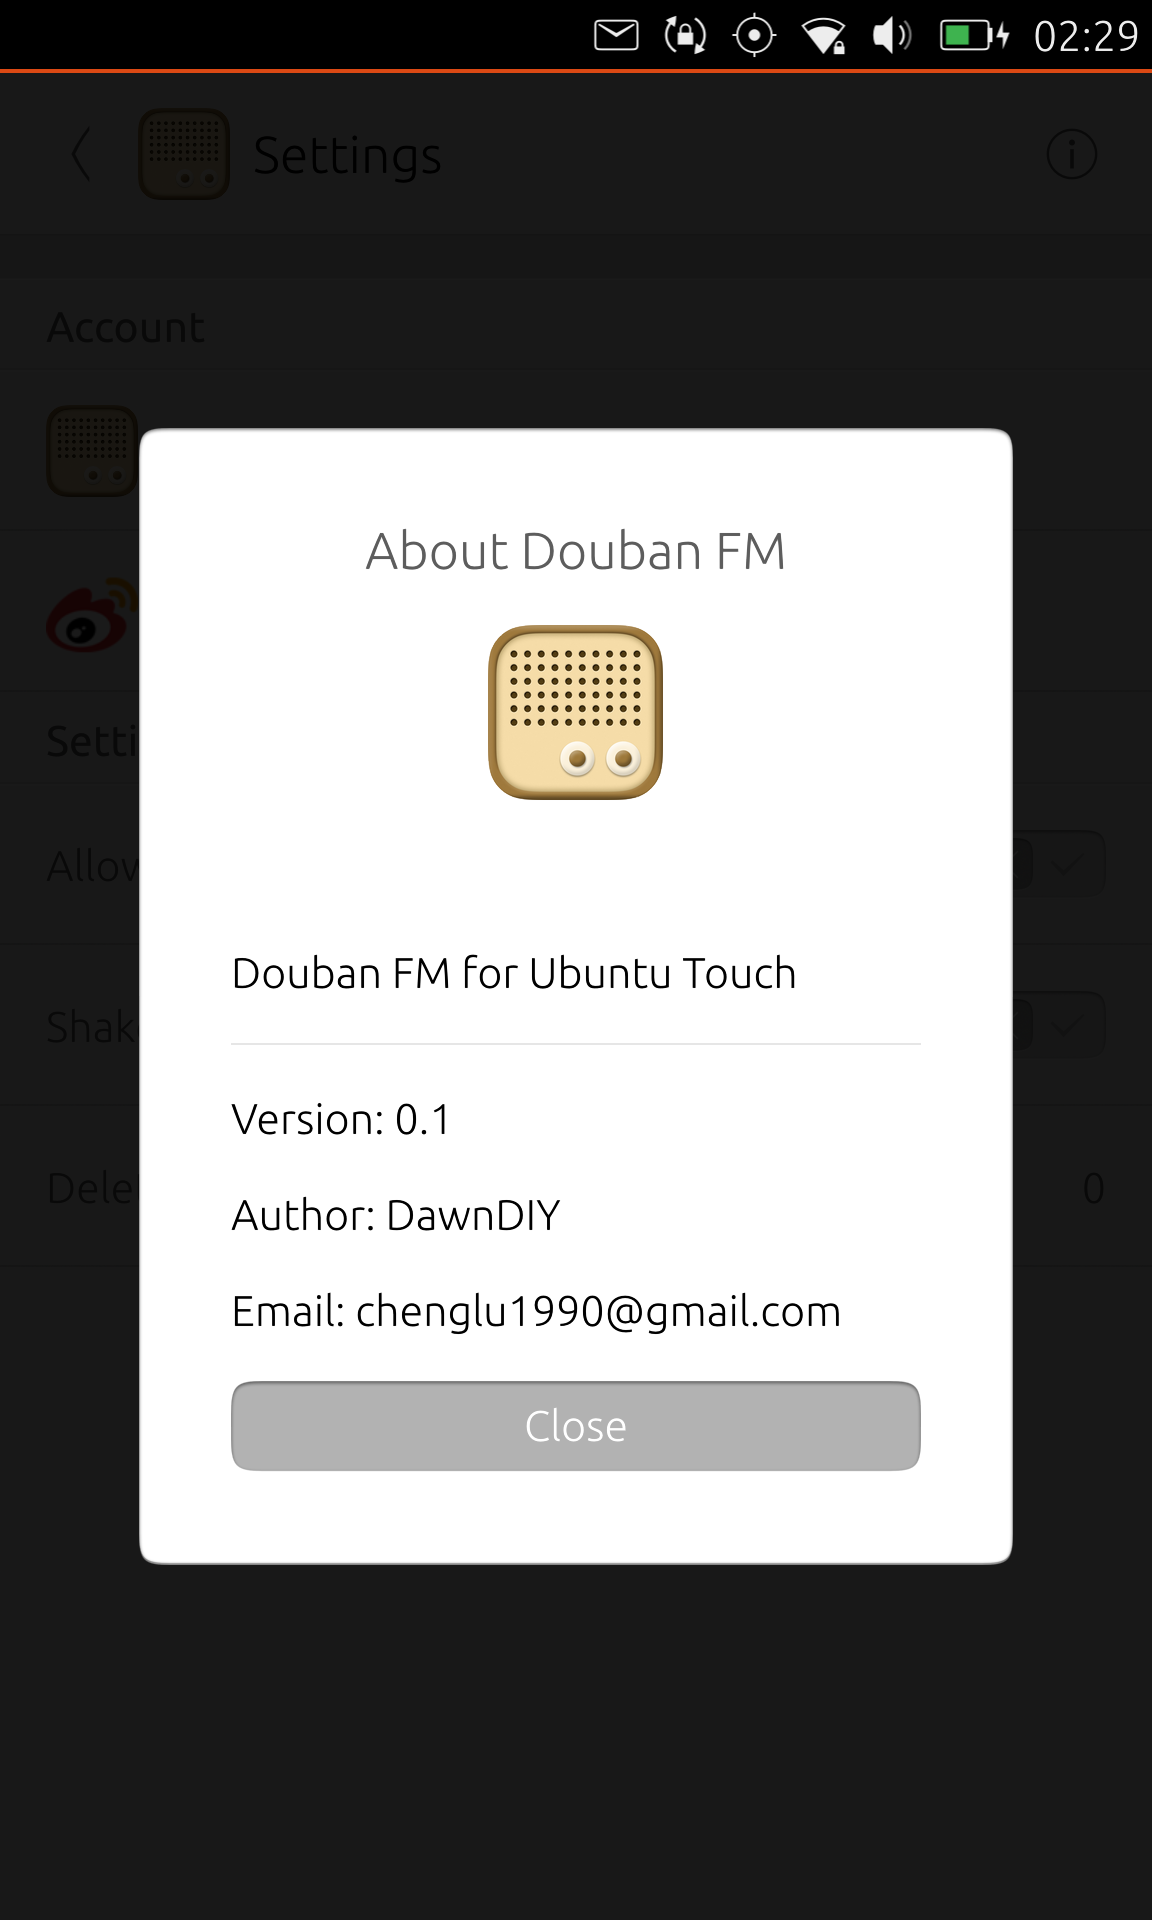 02:29
Settings
Account
About Douban FM
Setti
Allow
Douban FM for Ubuntu Touch
Shak
Version: 0.1
Dele
0
Author: DawnDIY
Email: chenglu1990@gmail.com
Close